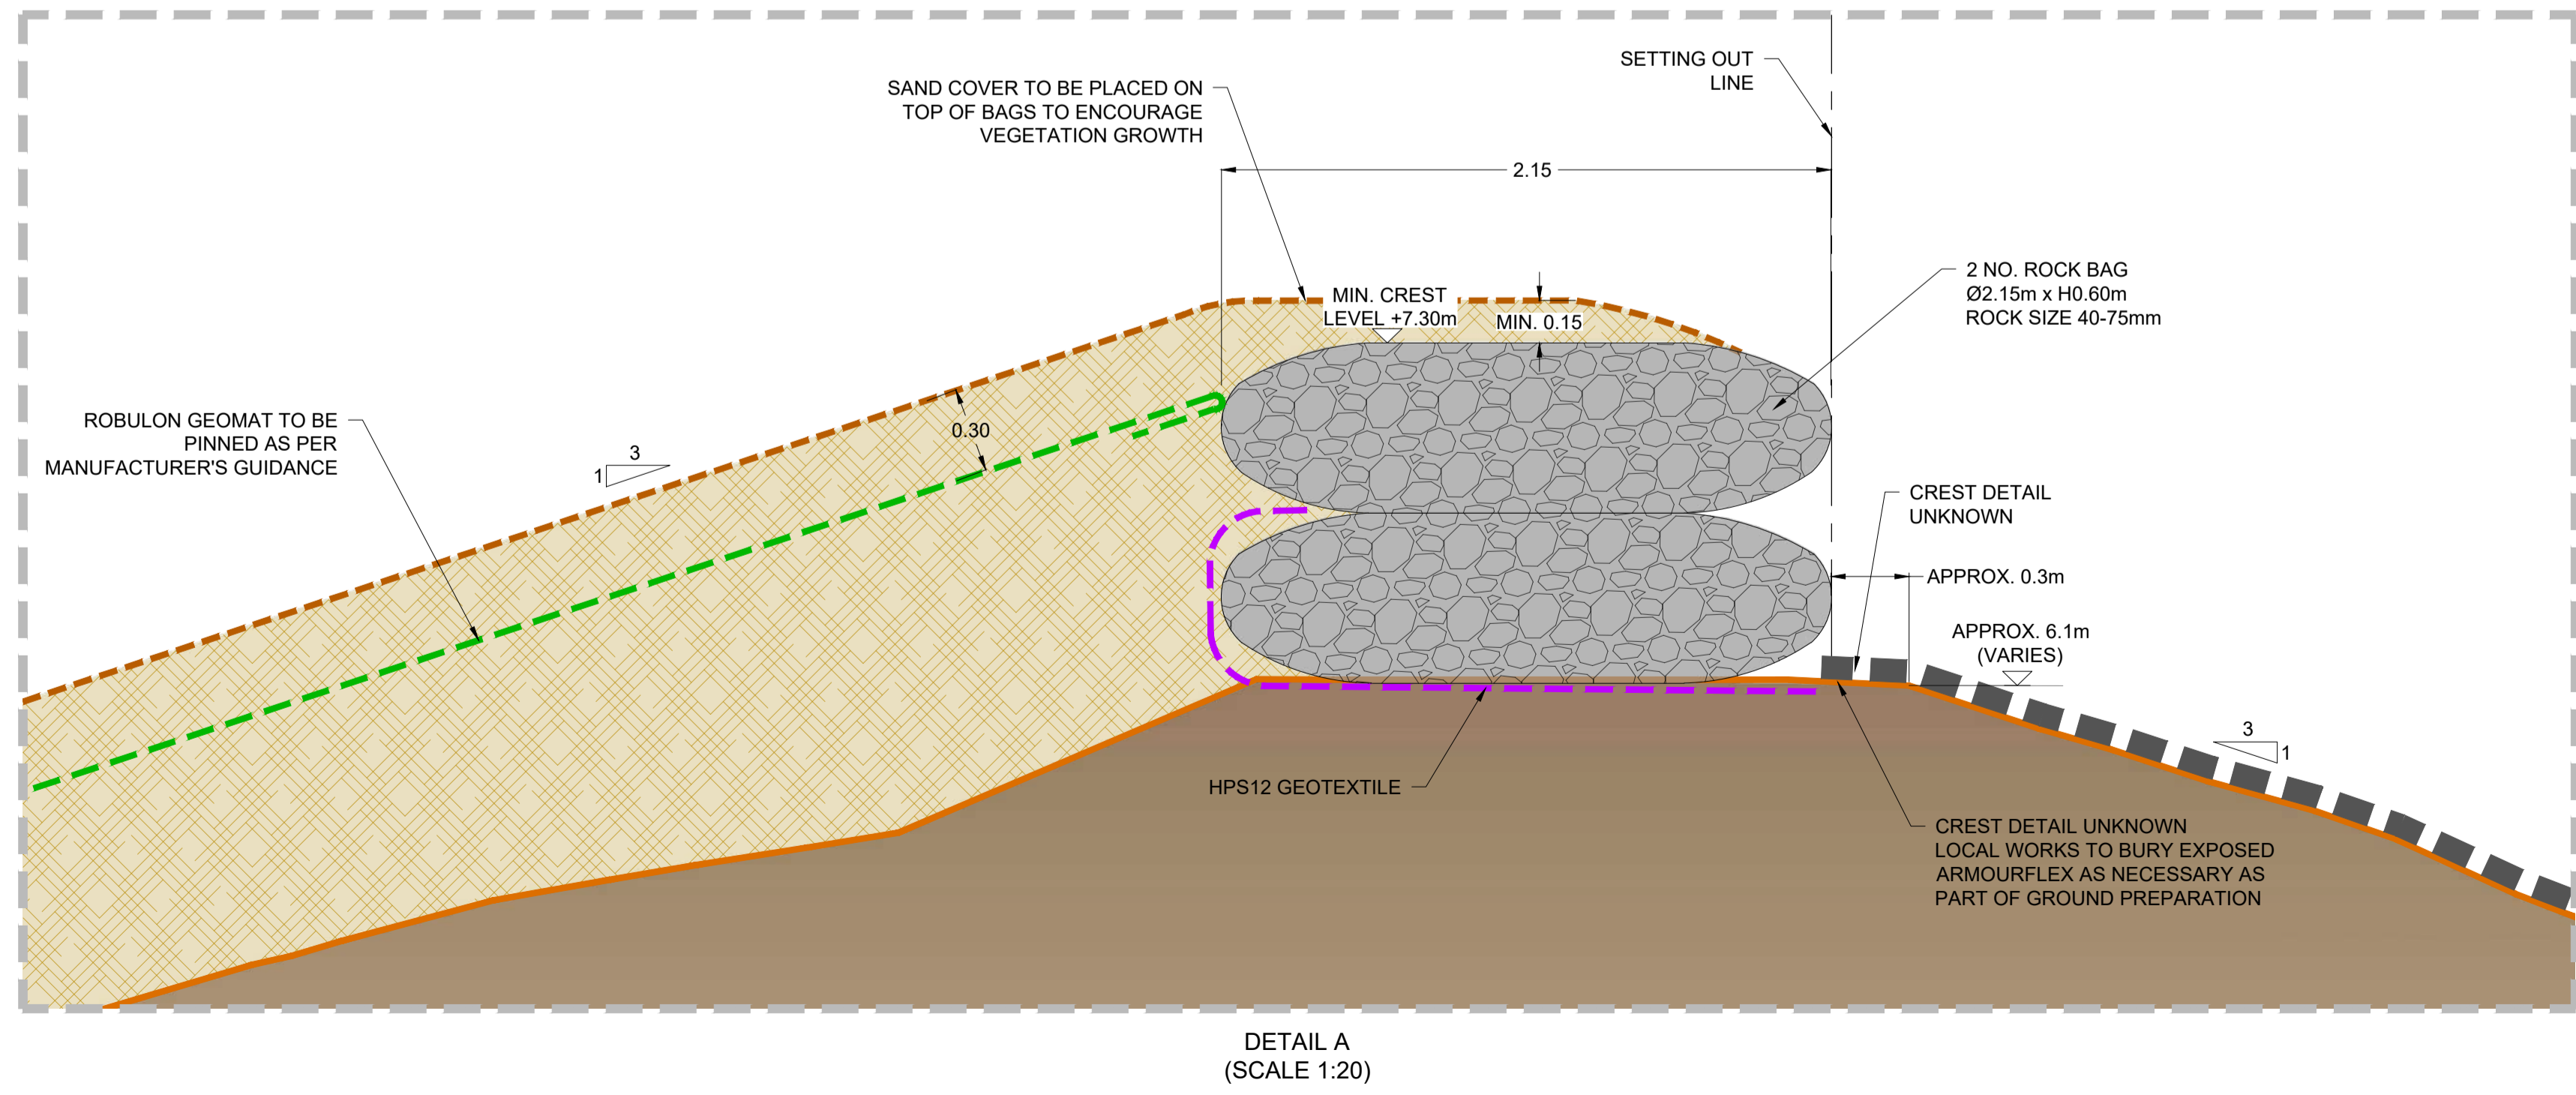 SETTING OUT
LINE
SAND COVER TO BE PLACED ON
TOP OF BAGS TO ENCOURAGE
VEGETATION GROWTH
2.15
2 NO. ROCK BAG
Ø2.15m x H0.60m
ROCK SIZE 40-75mm
MIN. CREST
LEVEL +7.30m
MIN. 0.15
ROBULON GEOMAT TO BE
PINNED AS PER
MANUFACTURER'S GUIDANCE
0.30
3
1
CREST DETAIL
UNKNOWN
APPROX. 0.3m
APPROX. 6.1m
(VARIES)
3
1
HPS12 GEOTEXTILE
CREST DETAIL UNKNOWN
LOCAL WORKS TO BURY EXPOSED
ARMOURFLEX AS NECESSARY AS
PART OF GROUND PREPARATION
DETAIL A
(SCALE 1:20)